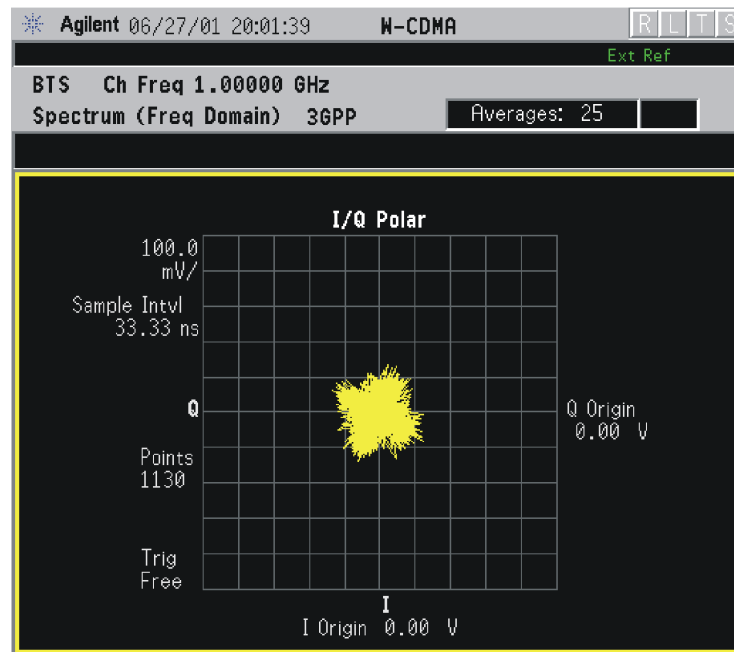 Agilent 06/27/01 20:01:39 W-CDMA R L T S
Ext Ref
BTS Ch Freq 1.00000 GHz
Spectrum (Freq Domain) 3GPP Averages: 25
I/Q Polar
100.0
mV/
Sample Intvl
33.33 ns
Q
Q Origin
0.00 V
Points
1130
Trig
Free
I
I Origin 0.00 V